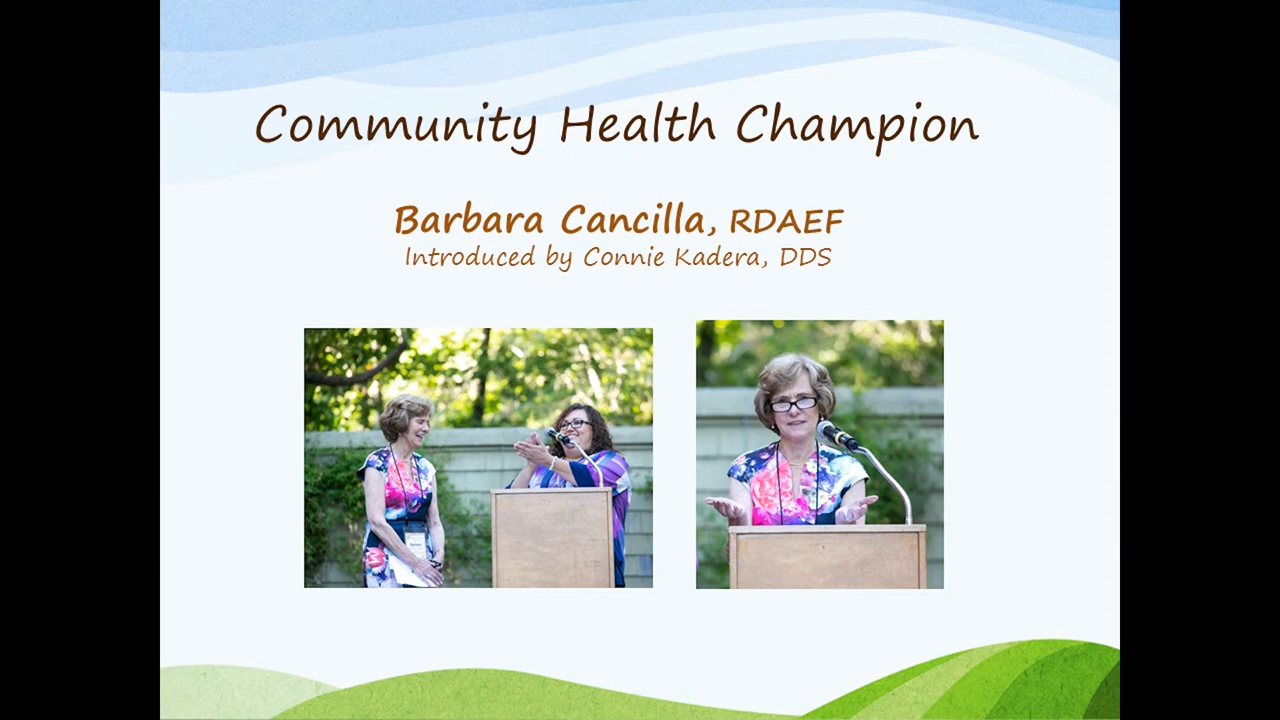 Community Health Champion
Barbara Cancilla, RDAEF
Introduced by Connie Kadera, DDS